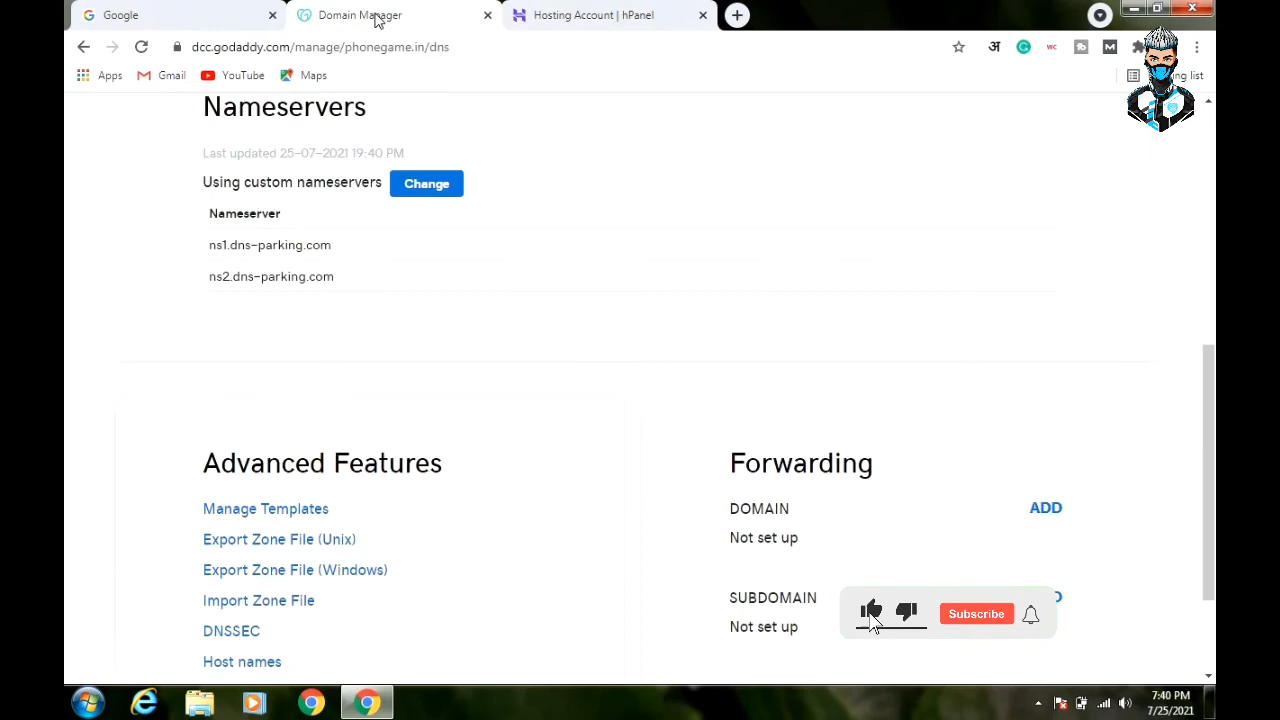 Google
Domain Manager
Hosting Account | hPanel
dcc.godaddy.com/manage/phonegame.in/dns
अ
WC
M
Apps
Gmail
YouTube
Maps
list
Nameservers
Last updated 25-07-2021 19:40 PM
Using custom nameservers
Change
Nameserver
ns1.dns-parking.com
ns2.dns-parking.com
Advanced Features
Forwarding
Manage Templates
DOMAIN
ADD
Export Zone File (Unix)
Not set up
Export Zone File (Windows)
Import Zone File
SUBDOMAIN
DNSSEC
Not set up
Host names
Subscribe
7:40 PM
7/25/2021